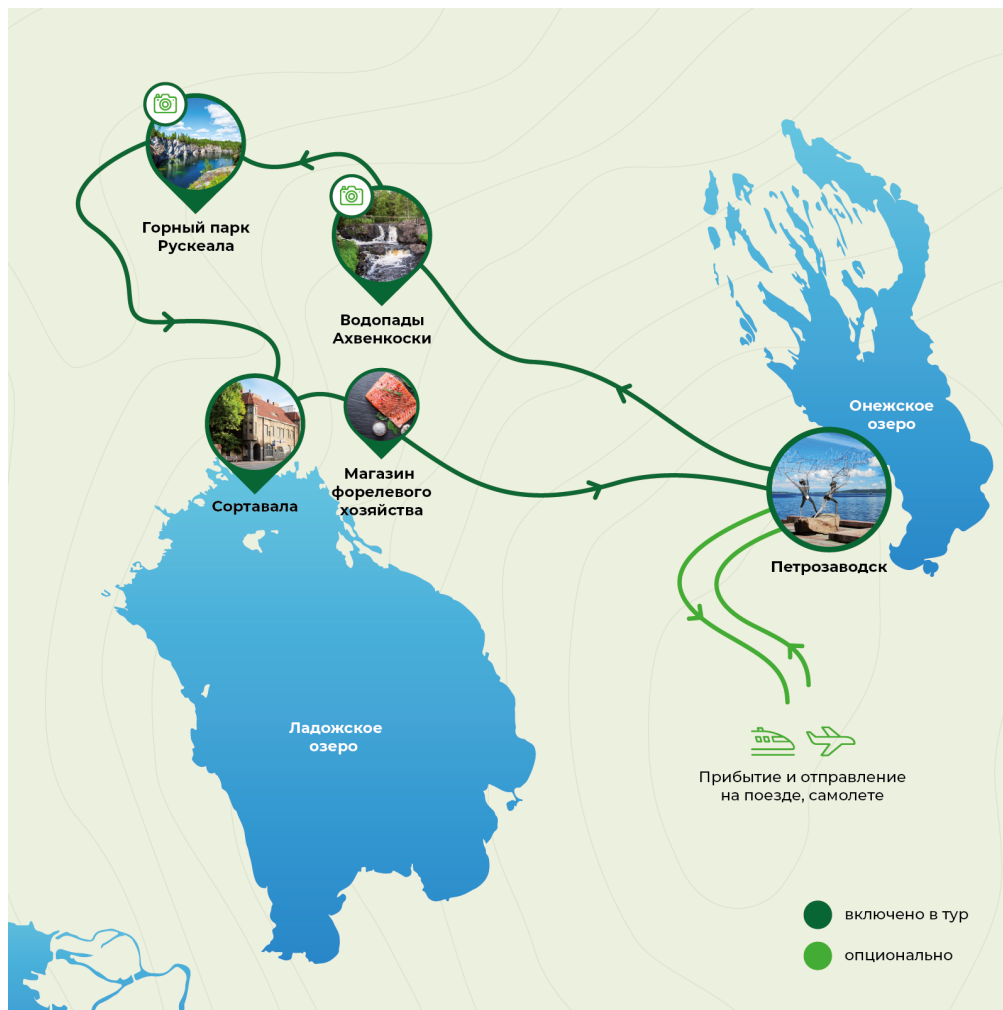 Горный парк
Рускеала
Водопады
Ахвенкоски
Онежское
озеро
Сортавала
Магазин
форелевого
хозяйства
Петрозаводск
Ладожское
озеро
Прибытие и отправление
на поезде, самолете
включено в тур
опционально